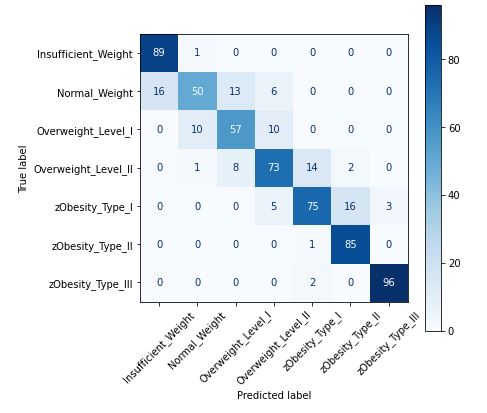 Insufficient_Weight 89 1 0 0 0 0 0
Normal_Weight 16 50 13 6 0 0 0
Overweight_Level_I 0 10 57 10 0 0 0
Overweight_Level_II 0 1 8 73 14 2 0
zObesity_Type_I 0 0 0 5 75 16 3
zObesity_Type_II 0 0 0 0 1 85 0
zObesity_Type_III 0 0 0 0 2 0 96
True label
Insufficient_Weight
Normal_Weight
Overweight_Level_I
Overweight_Level_II
zObesity_Type_I
zObesity_Type_II
zObesity_Type_III
Predicted label
80
60
40
20
0